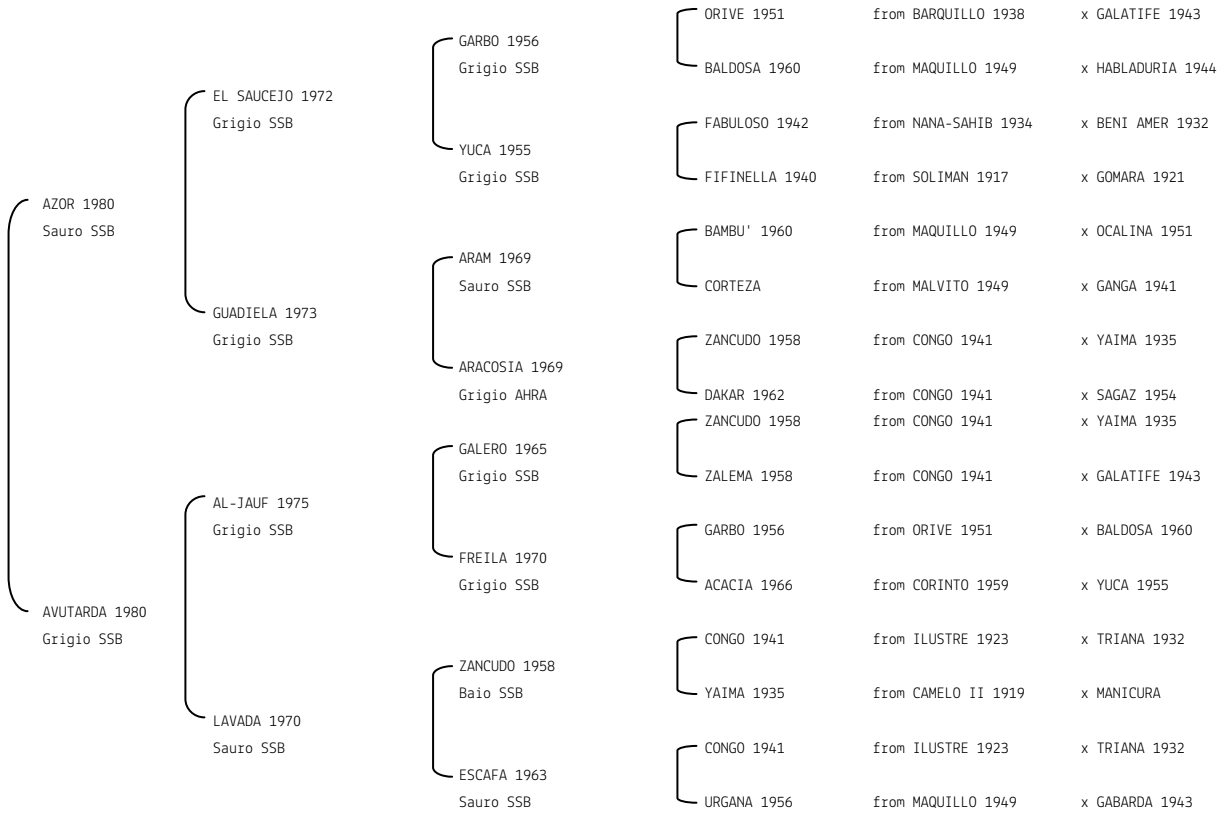 ORIVE 1951 from BARQUILLO 1938 x GALATIFE 1943
GARBO 1956
Grigio SSB
BALDOSA 1960 from MAQUILLO 1949 x HABLADURIA 1944
EL SAUCEJO 1972
Grigio SSB
FABULOSO 1942 from NANA-SAHIB 1934 x BENI AMER 1932
YUCA 1955
Grigio SSB
FIFINELLA 1940 from SOLIMAN 1917 x GOMARA 1921
AZOR 1980
Sauro SSB
BAMBU' 1960 from MAQUILLO 1949 x OCALINA 1951
ARAM 1969
Sauro SSB
CORTEZA from MALVITO 1949 x GANGA 1941
GUADIELA 1973
Grigio SSB
ZANCUDO 1958 from CONGO 1941 x YAIMA 1935
ARACOSIA 1969
Grigio AHRA
DAKAR 1962 from CONGO 1941 x SAGAZ 1954
ZANCUDO 1958 from CONGO 1941 x YAIMA 1935
GALERO 1965
Grigio SSB
ZALEMA 1958 from CONGO 1941 x GALATIFE 1943
AL-JAUF 1975
Grigio SSB
GARBO 1956 from ORIVE 1951 x BALDOSA 1960
FREILA 1970
Grigio SSB
ACACIA 1966 from CORINTO 1959 x YUCA 1955
AVUTARDA 1980
Grigio SSB
CONGO 1941 from ILUSTRE 1923 x TRIANA 1932
ZANCUDO 1958
Baio SSB
YAIMA 1935 from CAMELO II 1919 x MANICURA
LAVADA 1970
Sauro SSB
CONGO 1941 from ILUSTRE 1923 x TRIANA 1932
ESCAFA 1963
Sauro SSB
URGANA 1956 from MAQUILLO 1949 x GABARDA 1943